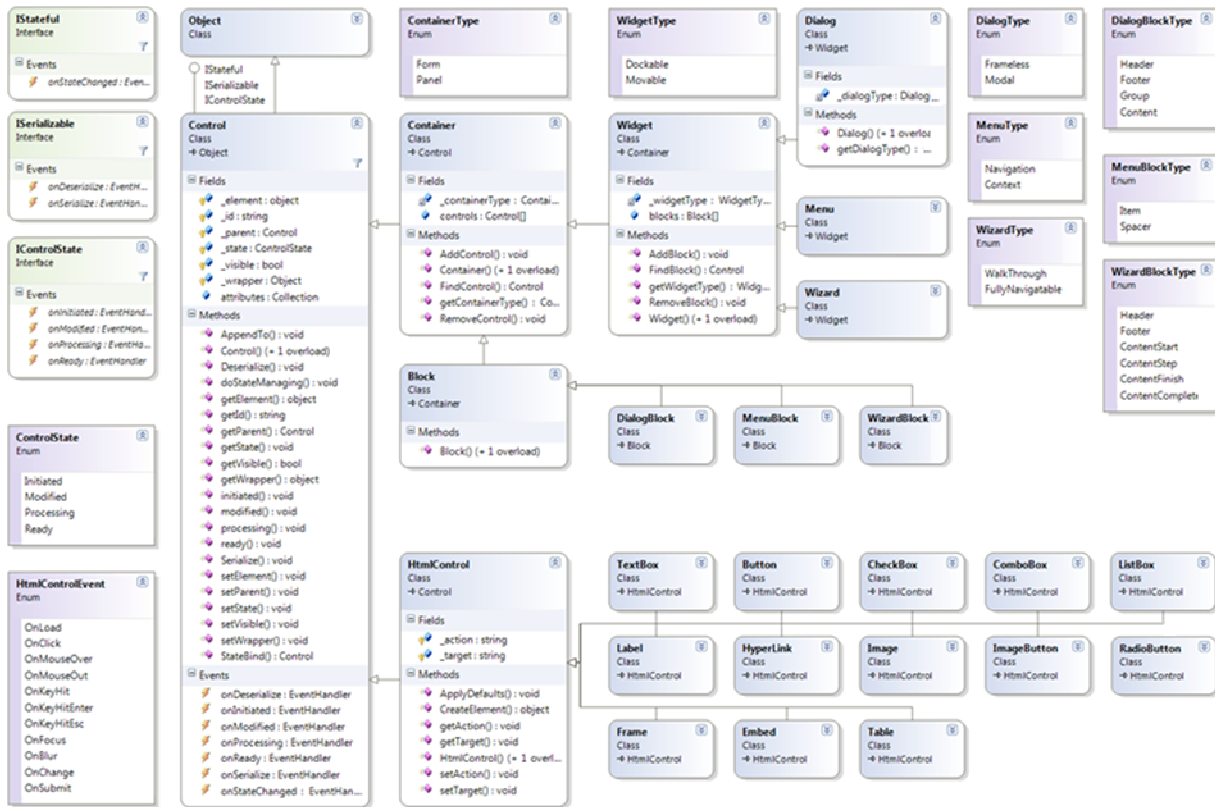 IStateful
Interface
Events
onStateChanged : Even...
ISerializable
Interface
Events
onDeserialize : EventH...
onSerialize : EventHan...
IControlState
Interface
Events
onInitiated : EventHand...
onModified : EventHan...
onProcessing : EventHa...
onReady : EventHandler
ControlState
Enum
Initiated
Modified
Processing
Ready
HtmlControlEvent
Enum
OnLoad
OnClick
OnMouseOver
OnMouseOut
OnKeyHit
OnKeyHitEnter
OnKeyHitEsc
OnFocus
OnBlur
OnChange
OnSubmit
Object
Class
IStateful
ISerializable
IControlState
Control
Class
Object
Fields
_element : object
_id : string
_parent : Control
_state : ControlState
_visible : bool
_wrapper : Object
attributes : Collection
Methods
AppendTo() : void
Control() (+ 1 overload)
Deserialize() : void
doStateManaging() : void
getElement() : object
getId() : string
getParent() : Control
getState() : void
getVisible() : bool
getWrapper() : object
initiated() : void
modified() : void
processing() : void
ready() : void
Serialize() : void
setElement() : void
setParent() : void
setState() : void
setVisible() : void
setWrapper() : void
StateBind() : Control
Events
onDeserialize : EventHandler
onInitiated : EventHandler
onModified : EventHandler
onProcessing : EventHandler
onReady : EventHandler
onSerialize : EventHandler
onStateChanged : EventHan...
ContainerType
Enum
Form
Panel
Container
Class
Control
Fields
_containerType : Contai...
controls : Control[]
Methods
AddControl() : void
Container() (+ 1 overload)
FindControl() : Control
getContainerType() : Co...
RemoveControl() : void
Block
Class
Container
Methods
Block() (+ 1 overload)
HtmlControl
Class
Control
Fields
_action : string
_target : string
Methods
ApplyDefaults() : void
CreateElement() : object
getAction() : void
getTarget() : void
HtmlControl() (+ 1 overl...
setAction() : void
setTarget() : void
WidgetType
Enum
Dockable
Movable
Widget
Class
Container
Fields
_widgetType : WidgetTy...
blocks : Block[]
Methods
AddBlock() : void
FindBlock() : Control
getWidgetType() : Widg...
RemoveBlock() : void
Widget() (+ 1 overload)
Dialog
Class
Widget
Fields
_dialogType : Dialog...
Methods
Dialog() (+ 1 overloa
getDialogType() : ...
Menu
Class
Widget
Wizard
Class
Widget
DialogBlock
Class
Block
MenuBlock
Class
Block
WizardBlock
Class
Block
DialogType
Enum
Frameless
Modal
MenuType
Enum
Navigation
Context
WizardType
Enum
WalkThrough
FullyNavigatable
DialogBlockType
Enum
Header
Footer
Group
Content
MenuBlockType
Enum
Item
Spacer
WizardBlockType
Enum
Header
Footer
ContentStart
ContentStep
ContentFinish
ContentComplete
TextBox
Class
HtmlControl
Button
Class
HtmlControl
CheckBox
Class
HtmlControl
ComboBox
Class
HtmlControl
ListBox
Class
HtmlControl
Label
Class
HtmlControl
HyperLink
Class
HtmlControl
Image
Class
HtmlControl
ImageButton
Class
HtmlControl
RadioButton
Class
HtmlControl
Frame
Class
HtmlControl
Embed
Class
HtmlControl
Table
Class
HtmlControl